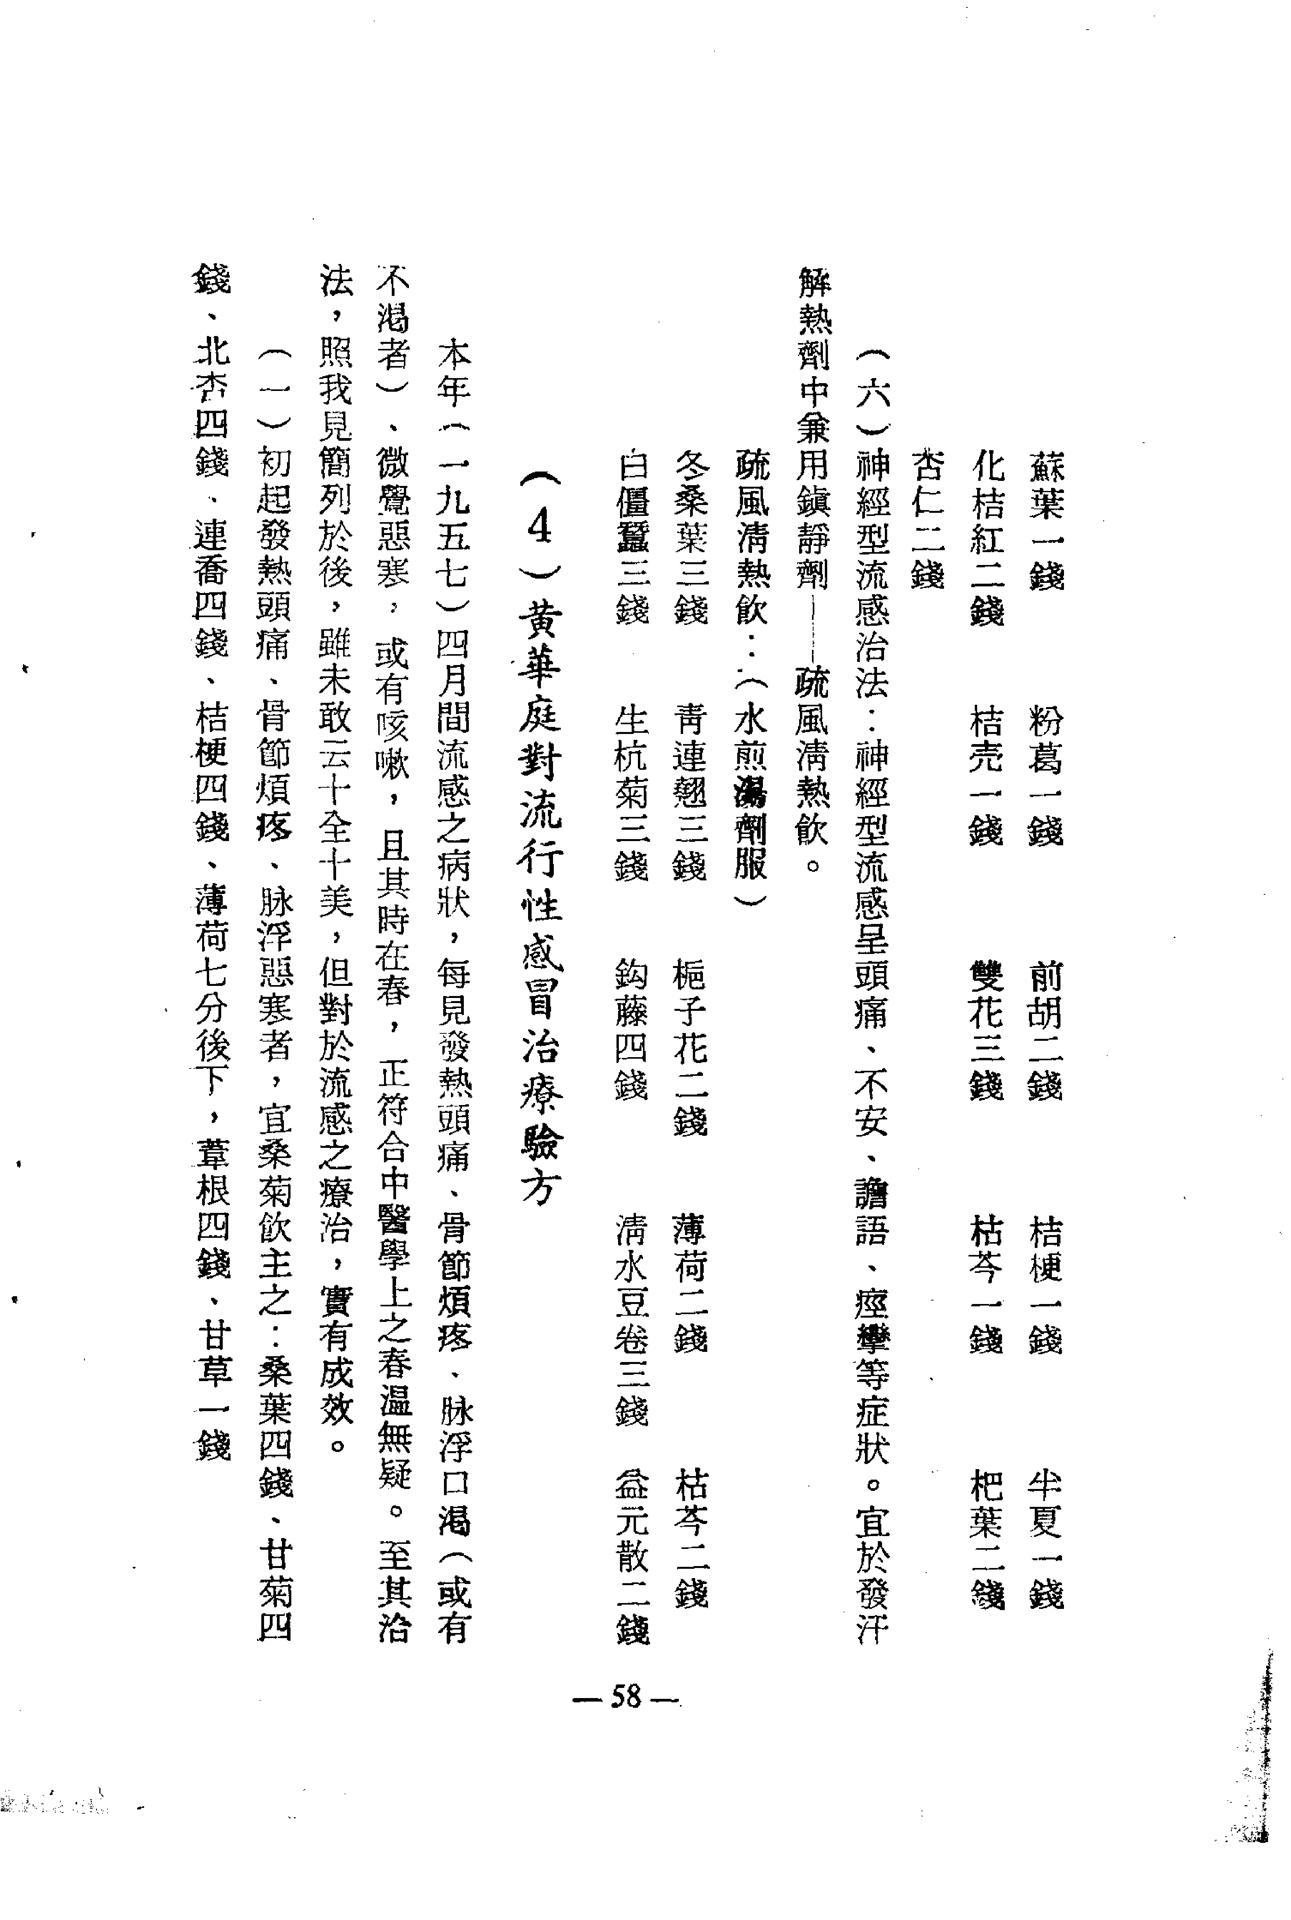 蘇葉一錢　粉葛一錢　前胡二錢　桔梗一錢　半夏一錢
化桔紅二錢　桔壳一錢　雙花三錢　枯芩一錢　杷葉二錢
杏仁二錢
（六）神經型流感治法：神經型流感呈頭痛、不安、譫語、痙攣等症狀。宜於發汗
解熱劑中兼用鎮靜劑——疏風淸熱飲。
疏風淸熱飲：（水煎湯劑服）
冬桑葉三錢　靑連翹三錢　梔子花二錢　薄荷二錢　枯芩二錢
白僵蠶三錢　生杭菊三錢　鈎藤四錢　淸水豆卷三錢　益元散二錢
（4）黄華庭對流行性感冒治療驗方
本年（一九五七）四月間流感之病狀，每見發熱頭痛、骨節煩疼、脉浮口渴（或有
不渴者）、微覺惡寒，或有咳嗽，且其時在春，正符合中醫學上之春溫無疑。至其治
法，照我見簡列於後，雖未敢云十全十美，但對於流感之療治，實有成效。
（一）初起發熱頭痛、骨節煩疼、脉浮惡寒者，宜桑菊飲主之：桑葉四錢、甘菊四
錢、北杏四錢、連喬四錢、桔梗四錢、薄荷七分後下，葦根四錢、甘草一錢
— 58 —